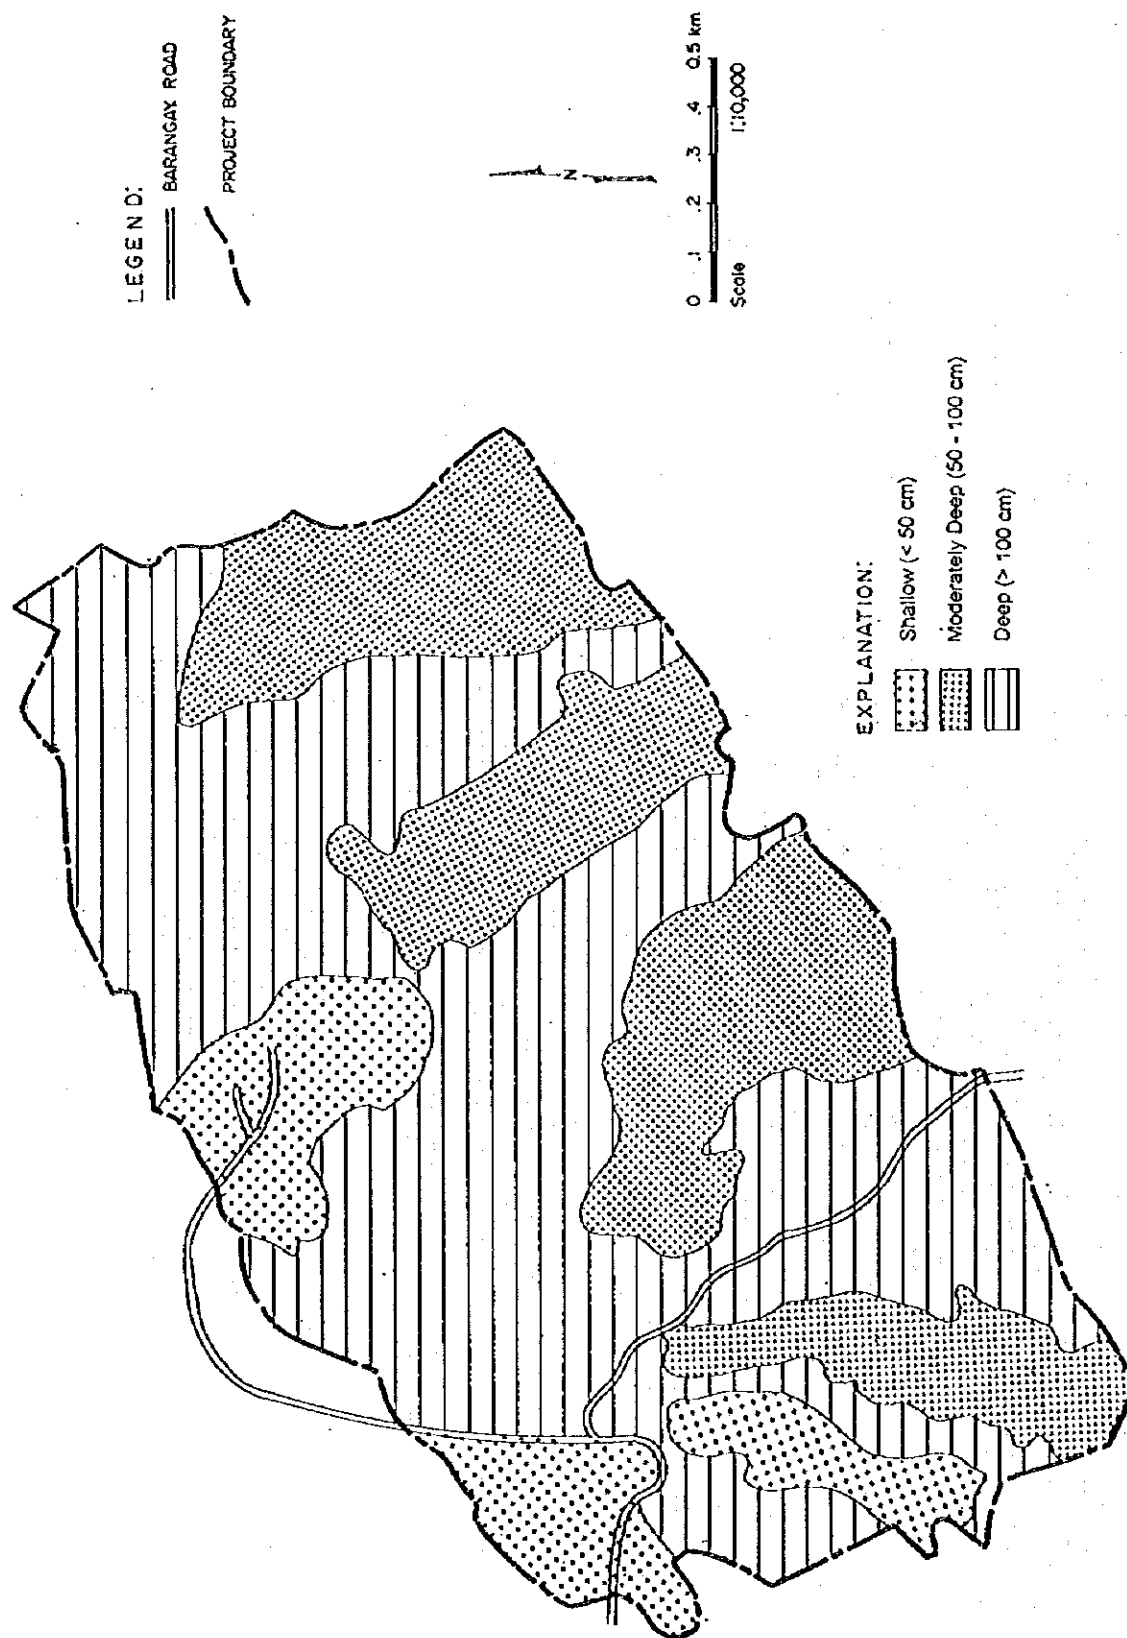 LEGEND:
BARANGAY ROAD
PROJECT BOUNDARY
N
0 .1 .2 .3 .4 0.5 km
Scale 1:10,000
EXPLANATION:
Shallow (< 50 cm)
Moderately Deep (50 - 100 cm)
Deep (> 100 cm)